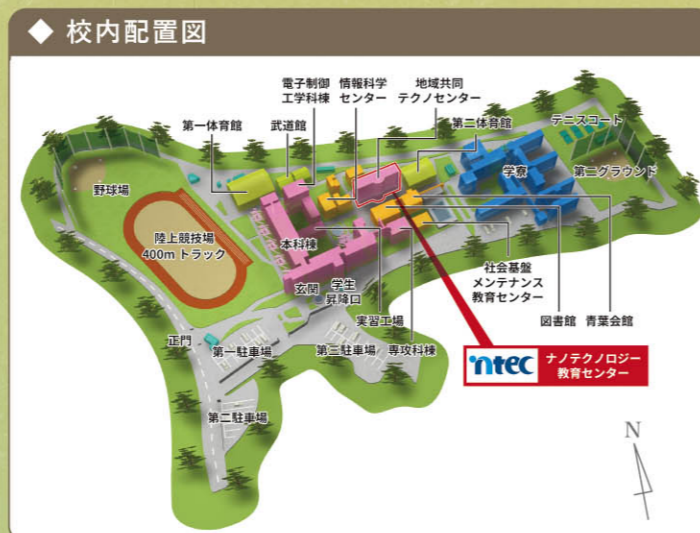 ◆ 校内配置図
電子制御
工学科棟
情報科学
センター
地域共同
テクノセンター
第一体育館
武道館
第二体育館
テニスコート
野球場
学寮
第二グラウンド
陸上競技場
400m トラック
本科棟
社会基盤
メンテナンス
教育センター
玄関
学生
昇降口
実習工場
図書館
青葉会館
正門
第一駐車場
第三駐車場
専攻科棟
ntec
ナノテクノロジー
教育センター
第二駐車場
N